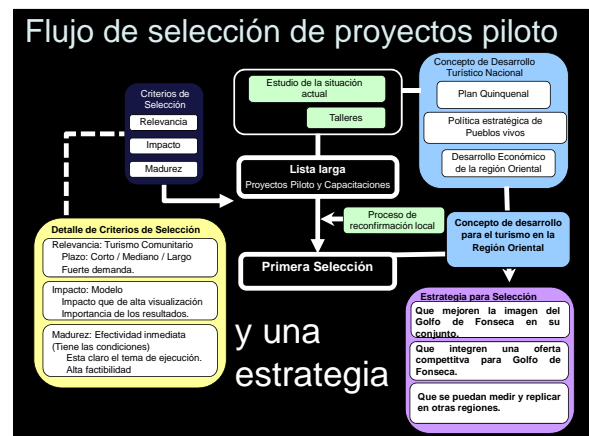 Flujo de selección de proyectos piloto
Criterios de
Selección
Relevancia
Impacto
Madurez
Estudio de la situación
actual
Talleres
Concepto de Desarrollo
Turístico Nacional
Plan Quinquenal
Política estratégica de
Pueblos vivos
Desarrollo Económico
de la región Oriental
Lista larga
Proyectos Piloto y Capacitaciones
Proceso de
reconfirmación local
Primera Selección
Concepto de desarrollo
para el turismo en la
Región Oriental
Detalle de Criterios de Selección
Relevancia: Turismo Comunitario
Plazo: Corto / Mediano / Largo
Fuerte demanda.
Impacto: Modelo
Impacto que de alta visualización
Importancia de los resultados.
Madurez: Efectividad inmediata
(Tiene las condiciones)
Esta claro el tema de ejecución.
Alta factibilidad
y una
estrategia
Estrategia para Selección
Que mejoren la imagen del
Golfo de Fonseca en su
conjunto.
Que integren una oferta
compettitva para Golfo de
Fonseca.
Que se puedan medir y replicar
en otras regiones.